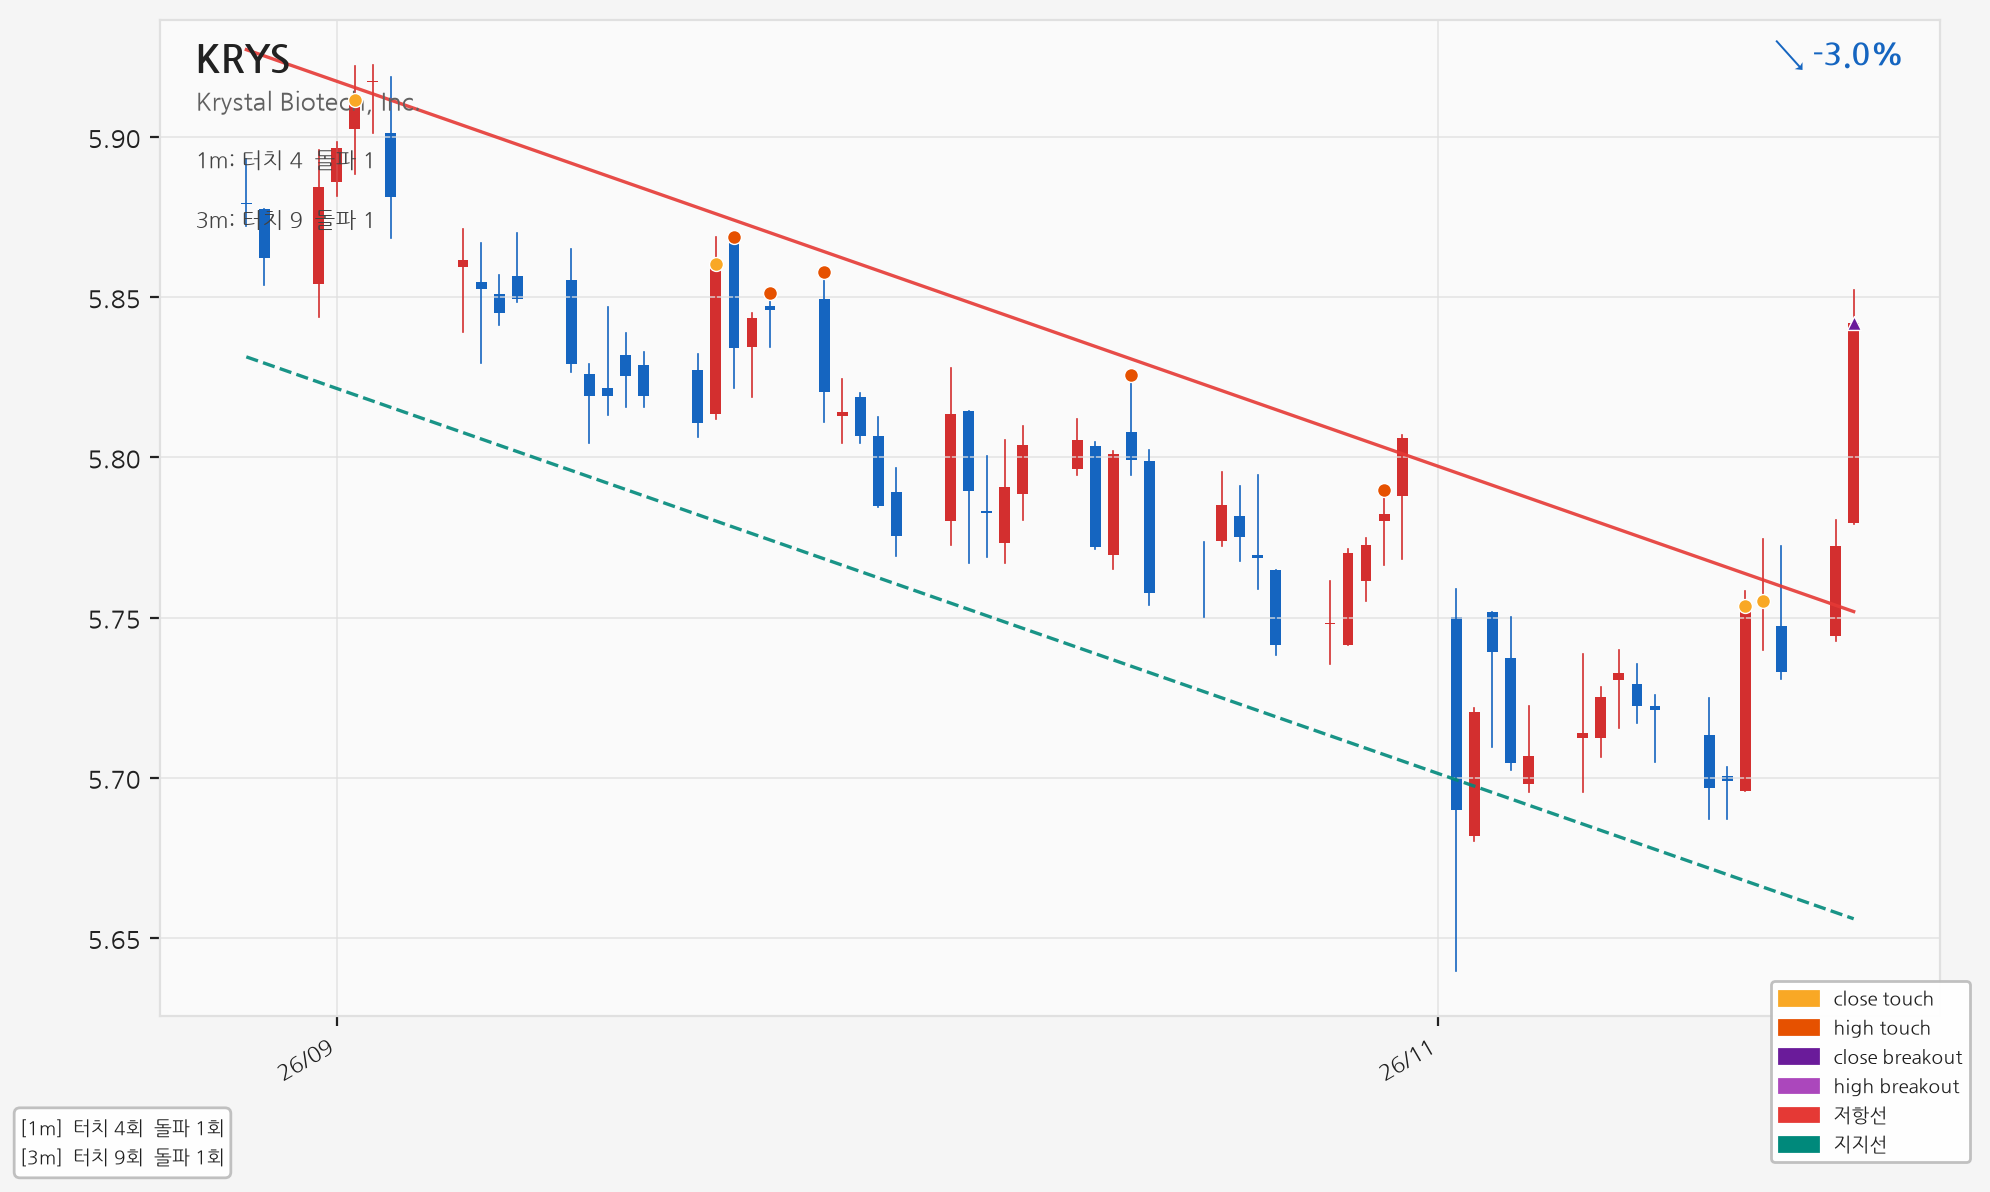 KRYS
Krystal Biotech, Inc.
1m: 터치 4  돌파 1
3m: 터치 9  돌파 1
-3.0%
5.90
5.85
5.80
5.75
5.70
5.65
26/09
26/11
close touch
high touch
close breakout
high breakout
저항선
지지선
[1m]  터치 4회  돌파 1회
[3m]  터치 9회  돌파 1회